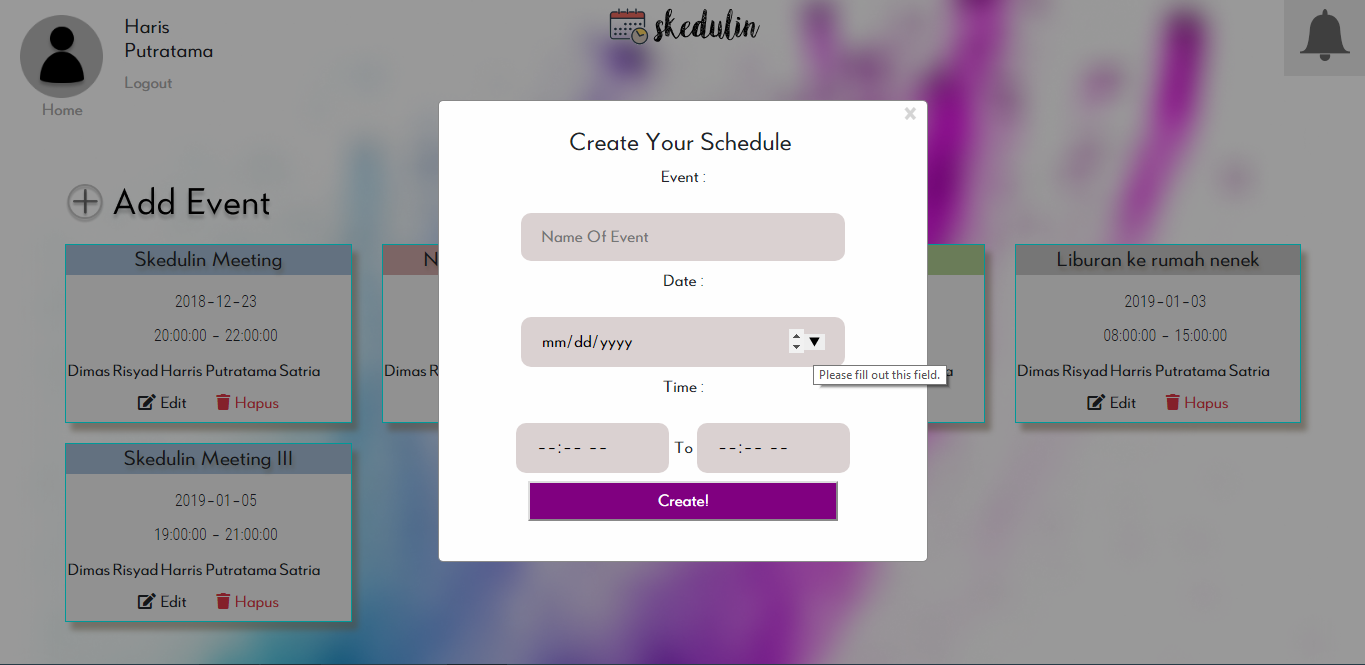 Haris
Putratama
Logout
Home
skedulin
Add Event
Skedulin Meeting
2018-12-23
20:00:00 - 22:00:00
Dimas Risyad Harris Putratama Satria
Edit Hapus
N
Dimas Risyad H
Liburan ke rumah nenek
2019-01-03
08:00:00 - 15:00:00
Dimas Risyad Harris Putratama Satria
Edit Hapus
Skedulin Meeting III
2019-01-05
19:00:00 - 21:00:00
Dimas Risyad Harris Putratama Satria
Edit Hapus
×
Create Your Schedule
Event :
Name Of Event
Date :
mm/dd/yyyy
Please fill out this field.
Time :
--:-- -- To --:-- --
Create!